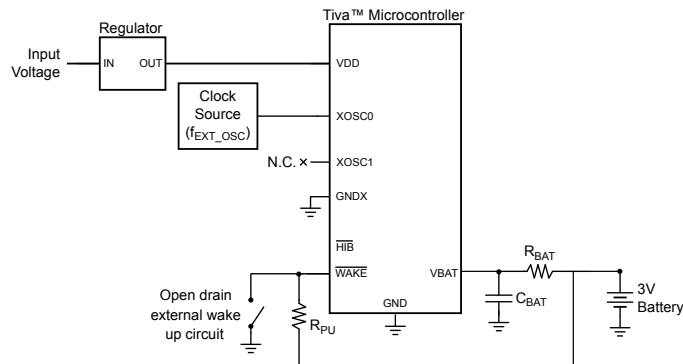 Tiva™ Microcontroller
Regulator
Input
Voltage
IN
OUT
VDD
Clock
Source
(fEXT_OSC)
XOSC0
N.C.
XOSC1
GNDX
HIB
WAKE
VBAT
RBAT
Open drain
external wake
up circuit
RPU
GND
CBAT
3V
Battery